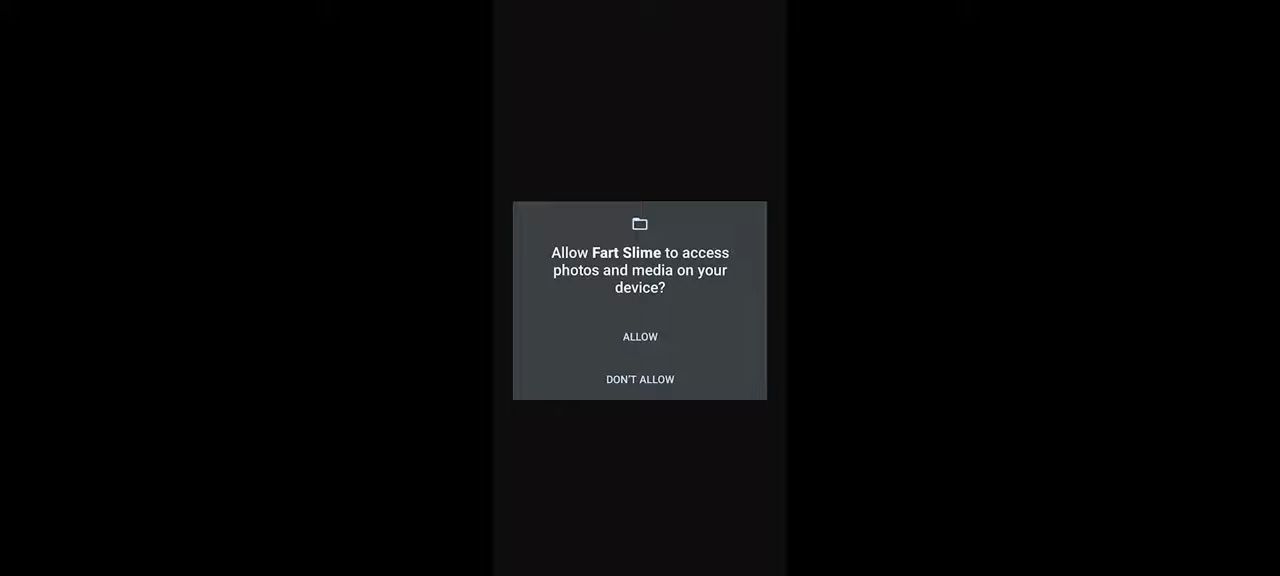 Allow Fart Slime to access
photos and media on your
device?
ALLOW
DON'T ALLOW